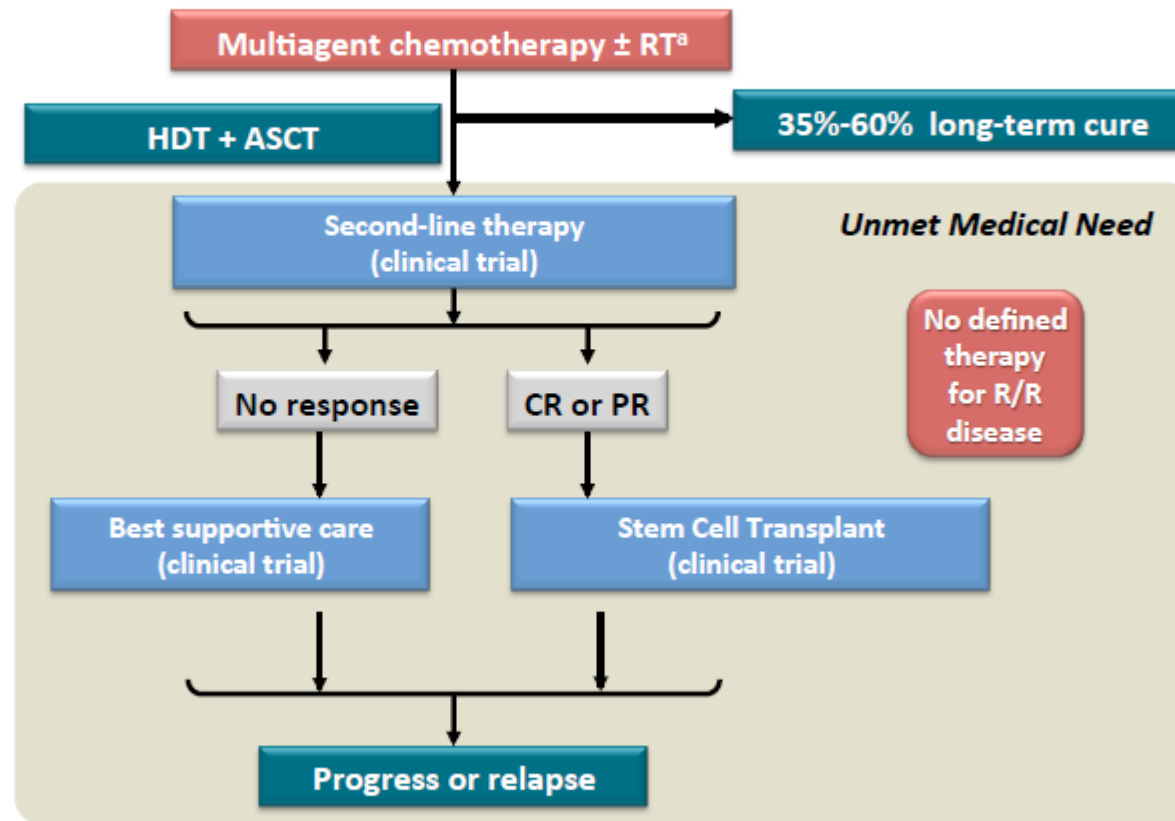 Multiagent chemotherapy ± RTᵃ
HDT + ASCT
35%-60% long-term cure
Second-line therapy
(clinical trial)
Unmet Medical Need
No defined
therapy
for R/R
disease
No response
CR or PR
Best supportive care
(clinical trial)
Stem Cell Transplant
(clinical trial)
Progress or relapse